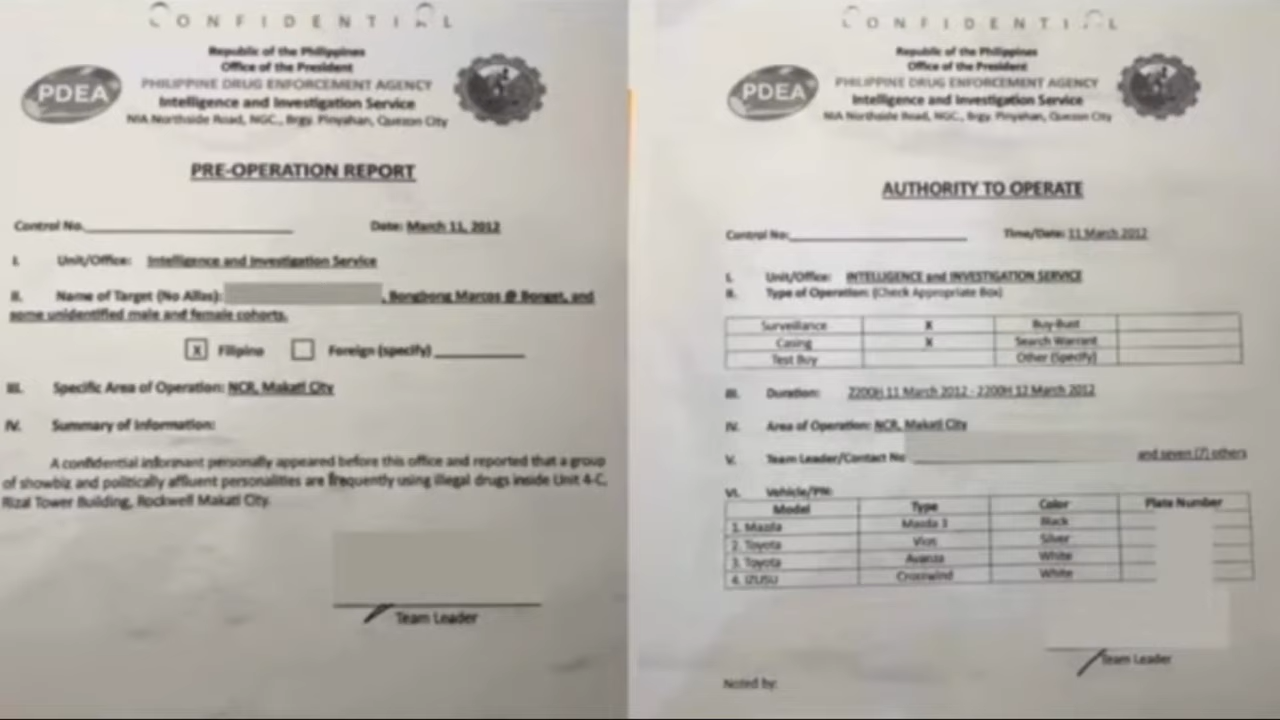 CONFIDENTIAL
Republic of the Philippines
Office of the President
PHILIPPINE DRUG ENFORCEMENT AGENCY
Intelligence and Investigation Service
NIA Northside Road, NGC., Brgy. Pinyahan, Quezon City
PDEA
PRE-OPERATION REPORT
Control No. Date: March 11, 2012
I. Unit/Office: Intelligence and Investigation Service
II. Name of Target (No Alias): , Bongbong Marcos @ Bonget, and
some unidentified male and female cohorts.
X Filipino Foreign (specify)
III. Specific Area of Operation: NCR, Makati City
IV. Summary of Information:
A confidential informant personally appeared before this office and reported that a group
of showbiz and politically affluent personalities are frequently using illegal drugs inside Unit 4-C,
Rizal Tower Building, Rockwell Makati City.
Team Leader
CONFIDENTIAL
Republic of the Philippines
Office of the President
PHILIPPINE DRUG ENFORCEMENT AGENCY
Intelligence and Investigation Service
NIA Northside Road, NGC., Brgy. Pinyahan, Quezon City
PDEA
AUTHORITY TO OPERATE
Control No: Time/Date: 11 March 2012
I. Unit/Office: INTELLIGENCE and INVESTIGATION SERVICE
II. Type of Operation: (Check Appropriate Box)
Surveillance X Buy-Bust
Casing X Search Warrant
Test Buy Other (Specify)
III. Duration: 2200H 11 March 2012 - 2200H 12 March 2012
IV. Area of Operation: NCR, Makati City
V. Team Leader/Contact No and seven (7) others
VI. Vehicle/PN:
Model Type Color Plate Number
1. Mazda Mazda 3 Black
2. Toyota Vios Silver
3. Toyota Avanza White
4. IZUSU Crosswind White
Team Leader
Noted by: